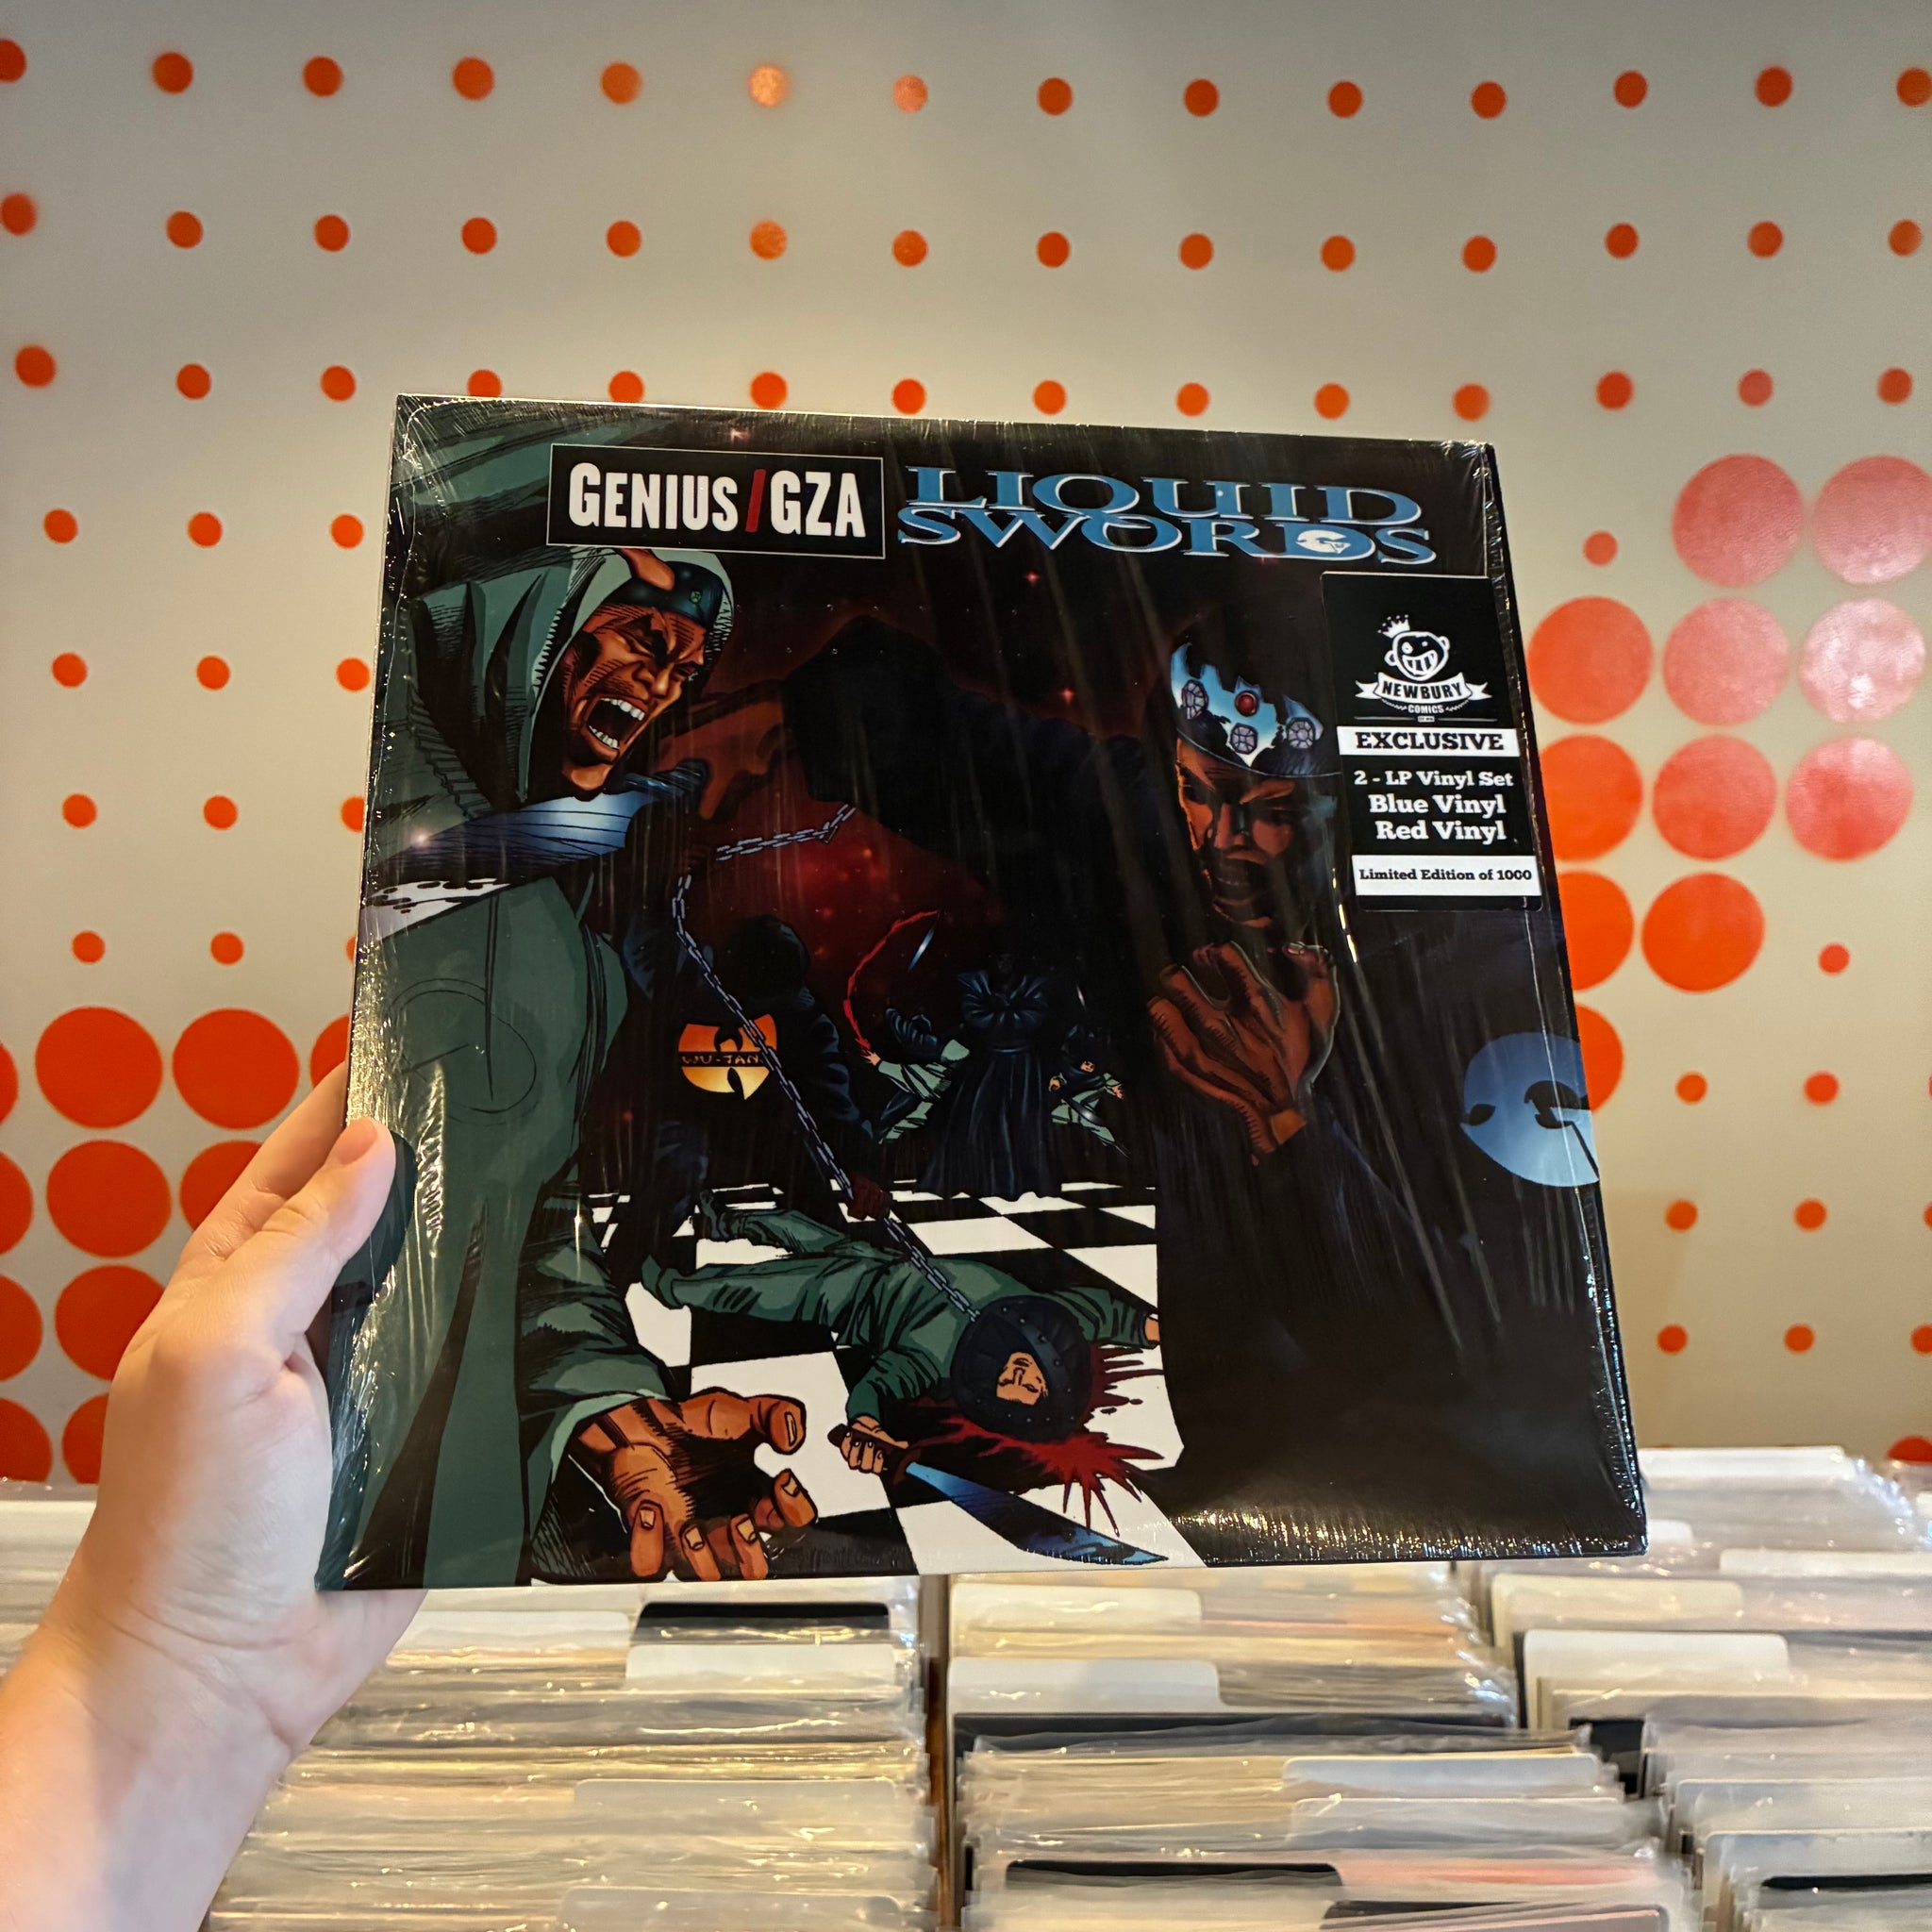 GENIUS/GZA
LIQUID
SWORDS
NEWBURY
COMICS
EXCLUSIVE
2 - LP Vinyl Set
Blue Vinyl
Red Vinyl
Limited Edition of 1000
WU-TANG
G